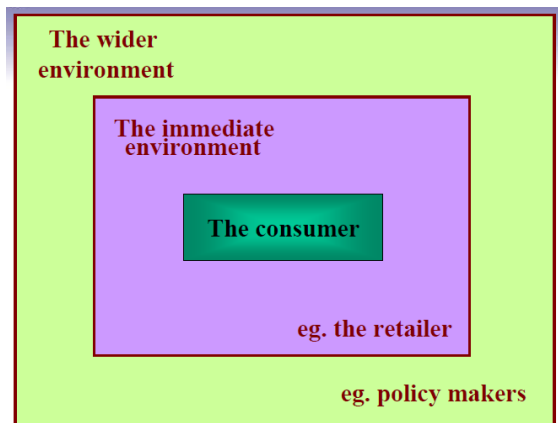 The wider
environment
The immediate
environment
The consumer
eg. the retailer
eg. policy makers